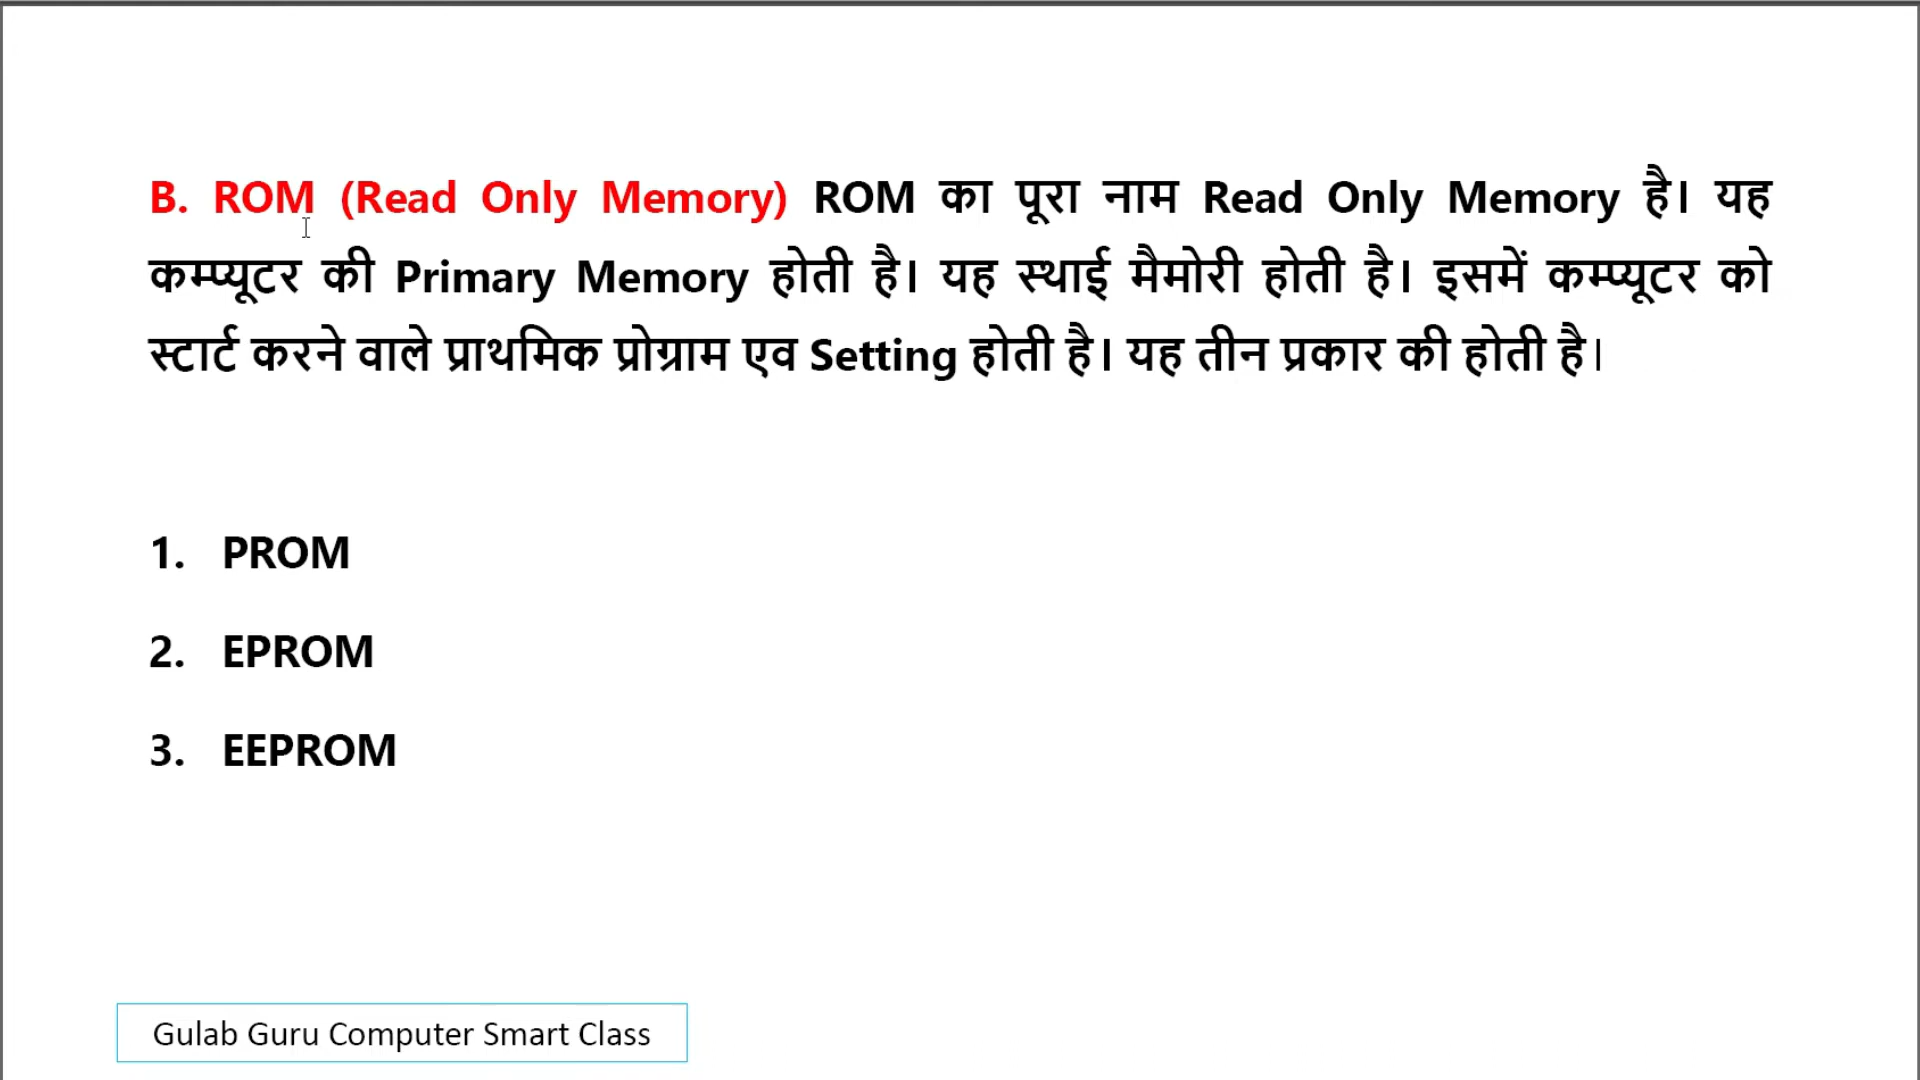 B. ROM (Read Only Memory) ROM का पूरा नाम Read Only Memory है। यह
कम्प्यूटर की Primary Memory होती है। यह स्थाई मैमोरी होती है। इसमें कम्प्यूटर को
स्टार्ट करने वाले प्राथमिक प्रोग्राम एव Setting होती है। यह तीन प्रकार की होती है।
1. PROM
2. EPROM
3. EEPROM
Gulab Guru Computer Smart Class